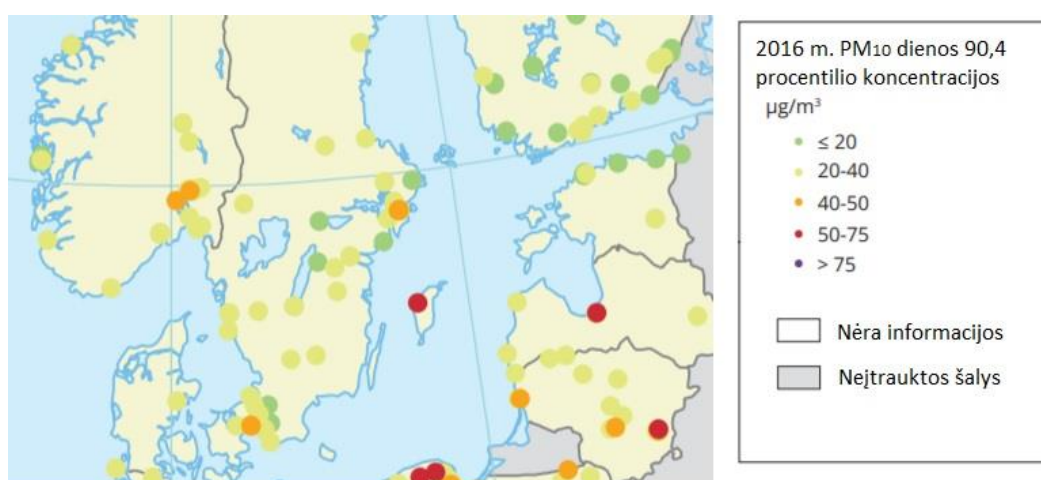 2016 m. PM₁₀ dienos 90,4
procentilio koncentracijos
µg/m³
≤ 20
20-40
40-50
50-75
> 75
Nėra informacijos
Neįtrauktos šalys